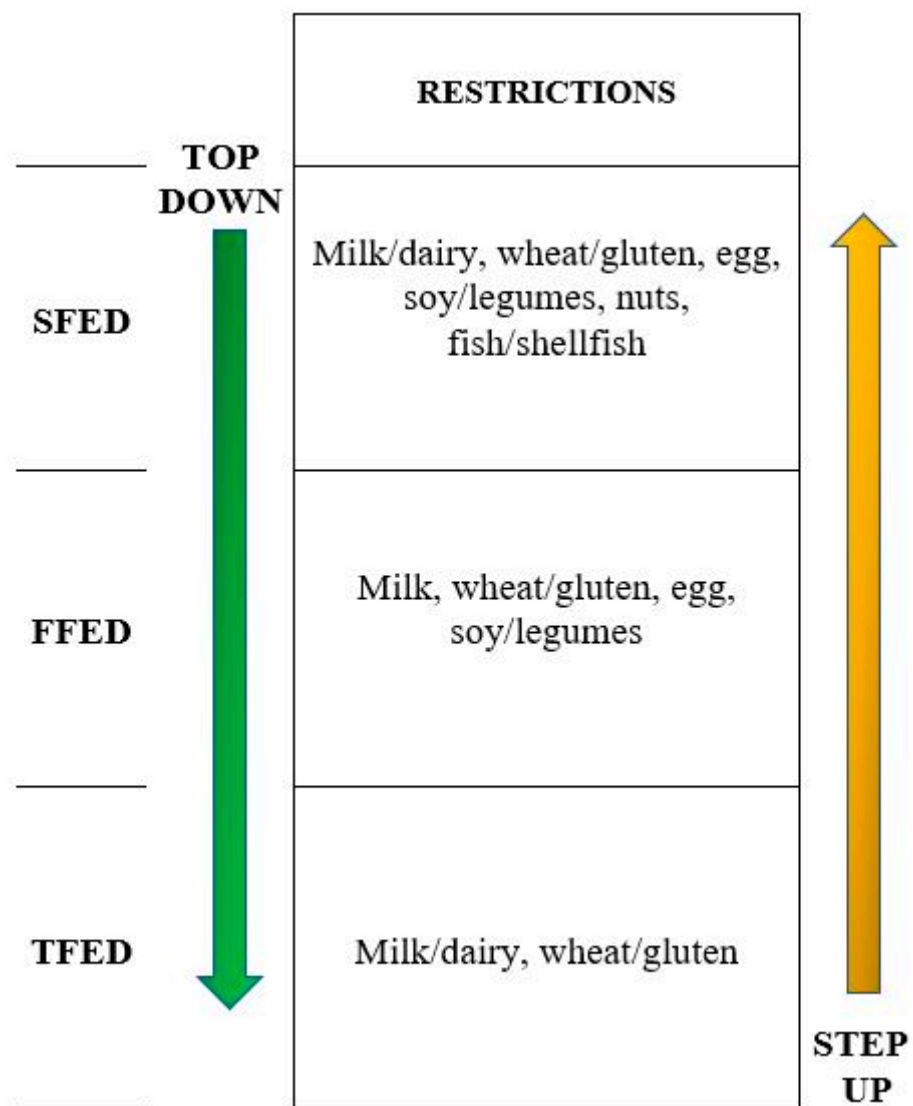 RESTRICTIONS
TOP
DOWN
SFED
Milk/dairy, wheat/gluten, egg,
soy/legumes, nuts,
fish/shellfish
FFED
Milk, wheat/gluten, egg,
soy/legumes
TFED
Milk/dairy, wheat/gluten
STEP
UP